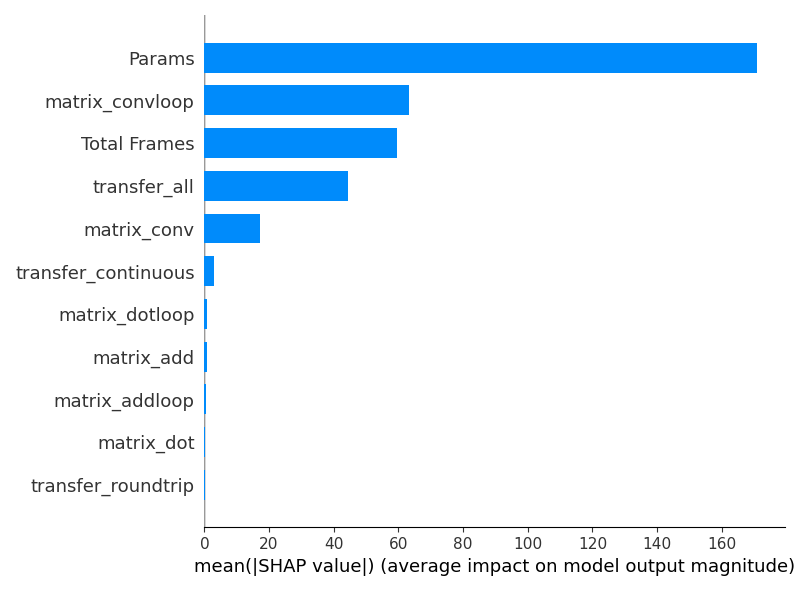 Params
matrix_convloop
Total Frames
transfer_all
matrix_conv
transfer_continuous
matrix_dotloop
matrix_add
matrix_addloop
matrix_dot
transfer_roundtrip
0 20 40 60 80 100 120 140 160
mean(|SHAP value|) (average impact on model output magnitude)